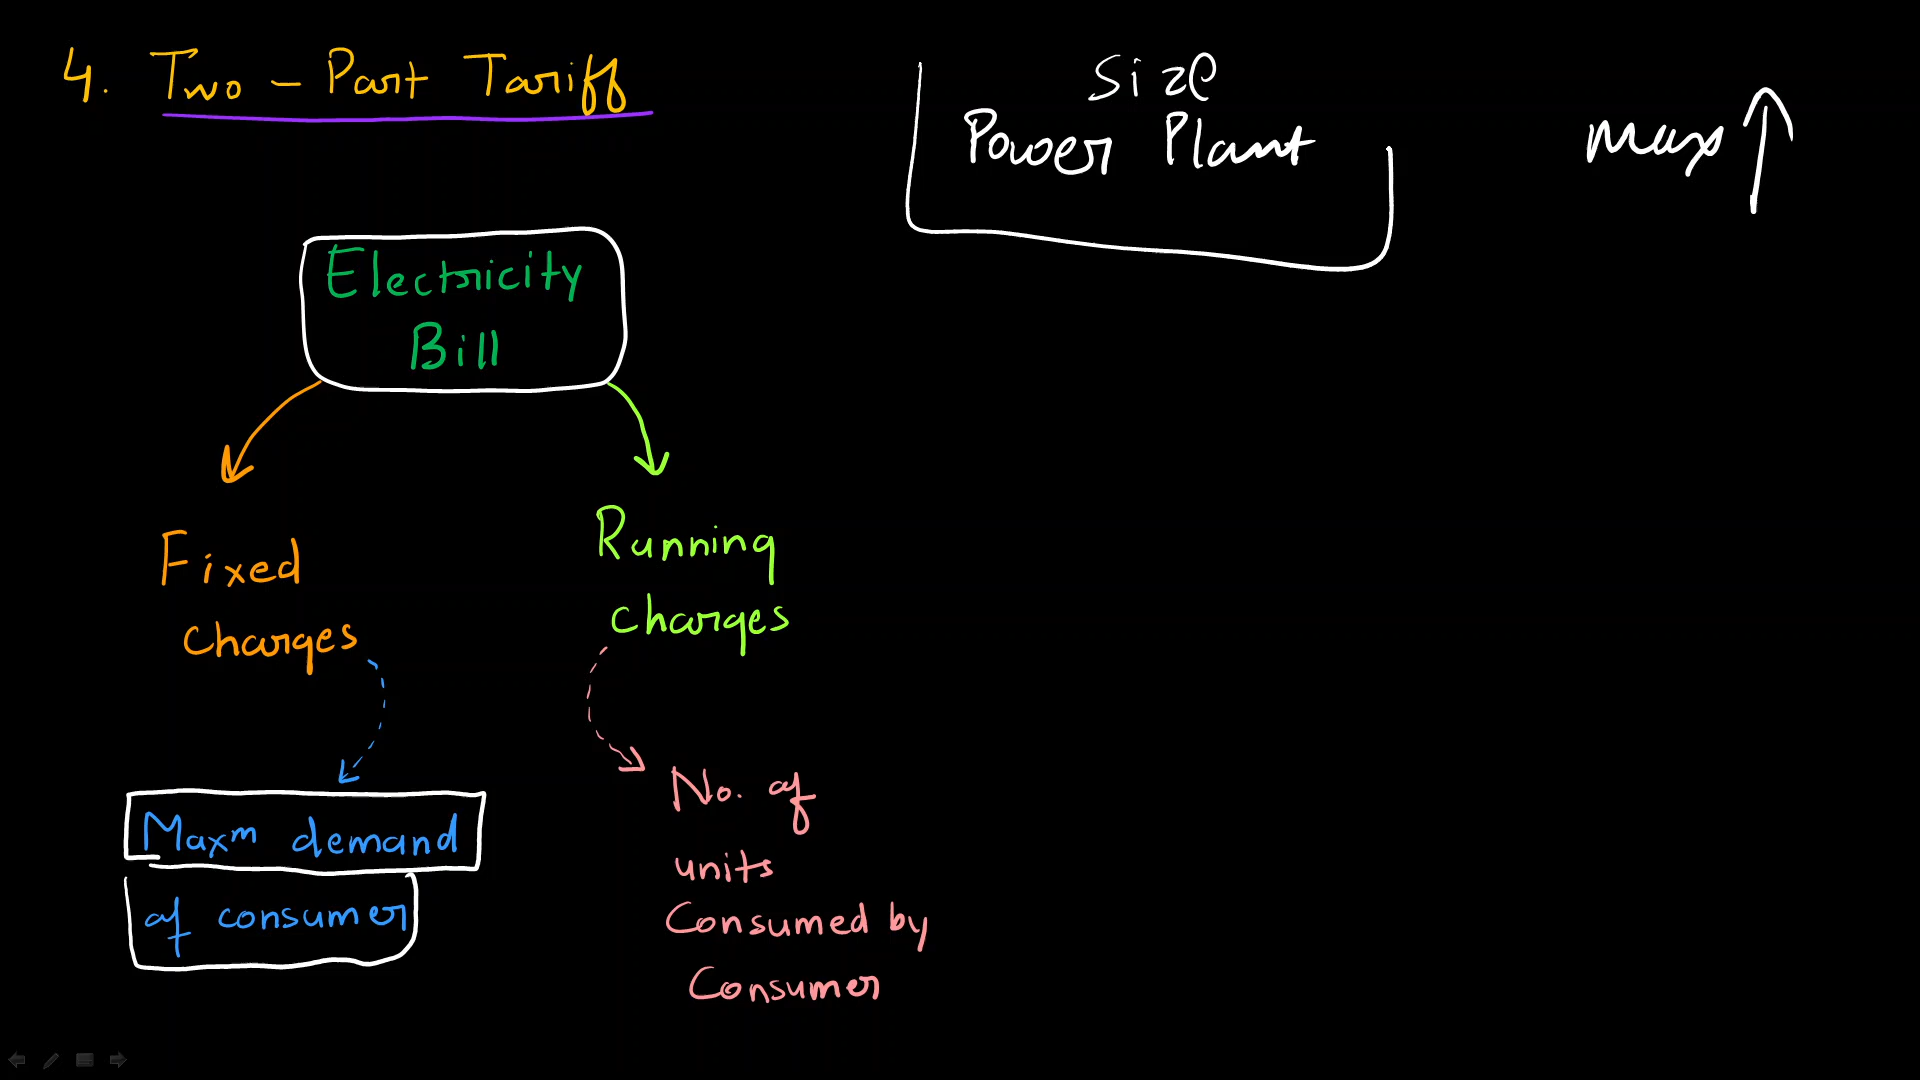 4. Two - Part Tariff
Size
Power Plant
max ↑
Electricity
Bill
Fixed
Charges
Running
charges
Maxᵐ demand
of consumer
No. of
units
Consumed by
Consumer